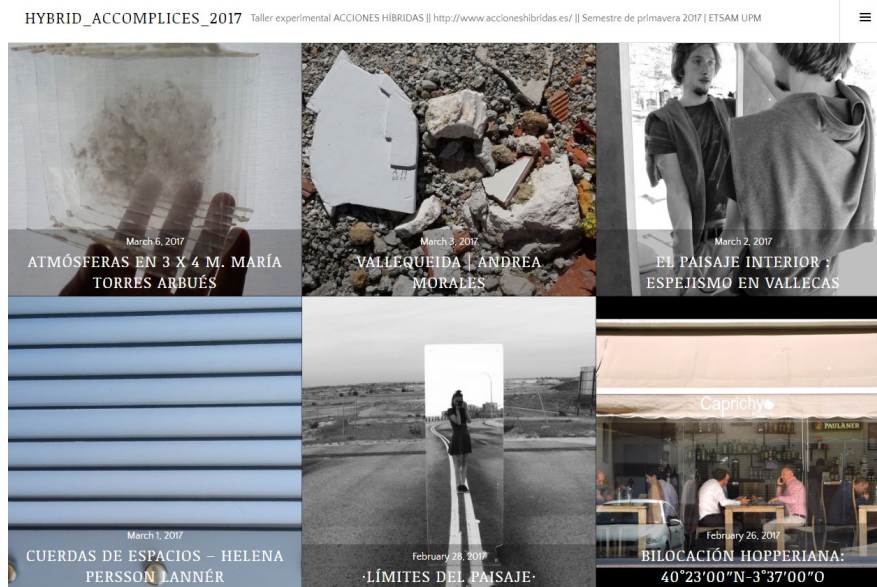 HYBRID_ACCOMPLICES_2017 Taller experimental ACCIONES HÍBRIDAS || http://www.accioneshibridas.es/ || Semestre de primavera 2017 | ETSAM UPM
March 6, 2017
ATMÓSFERAS EN 3 X 4 M. MARÍA
TORRES ARBUÉS
March 3, 2017
VALLEQUEIDA | ANDREA
MORALES
March 2, 2017
EL PAISAJE INTERIOR :
ESPEJISMO EN VALLECAS
March 1, 2017
CUERDAS DE ESPACIOS – HELENA
PERSSON LANNÉR
February 28, 2017
·LÍMITES DEL PAISAJE·
Caprichy
PAULANER
February 26, 2017
BILOCACIÓN HOPPERIANA:
40°23'00"N-3°37'00"O